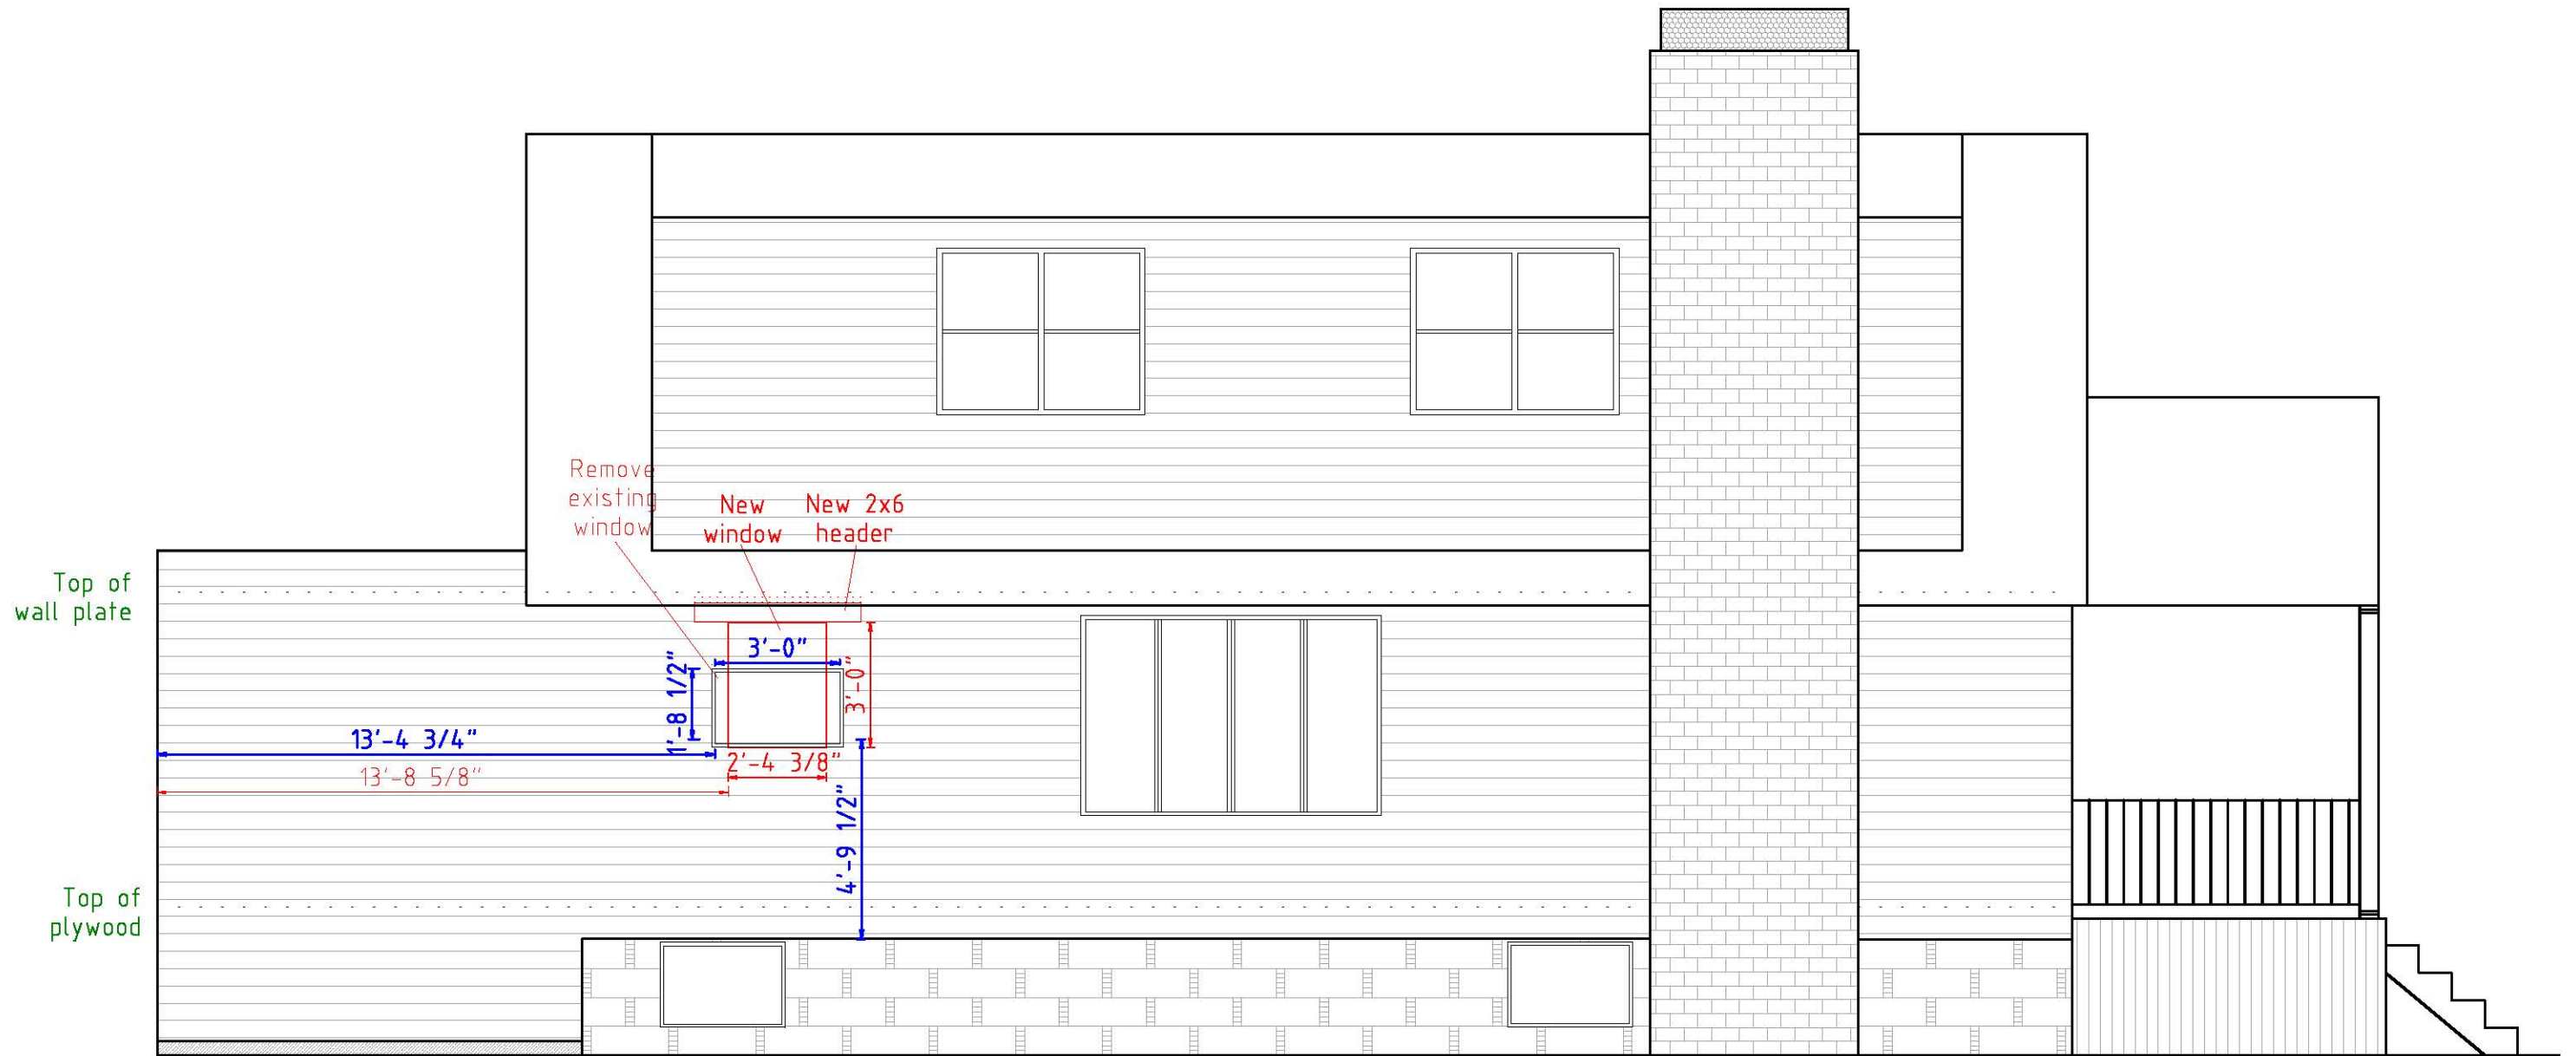 Remove
existing
window
New
window
New 2x6
header
Top of
wall plate
3'-0"
1'-8 1/2"
3'-0"
13'-4 3/4"
2'-4 3/8"
13'-8 5/8"
4'-9 1/2"
Top of
plywood